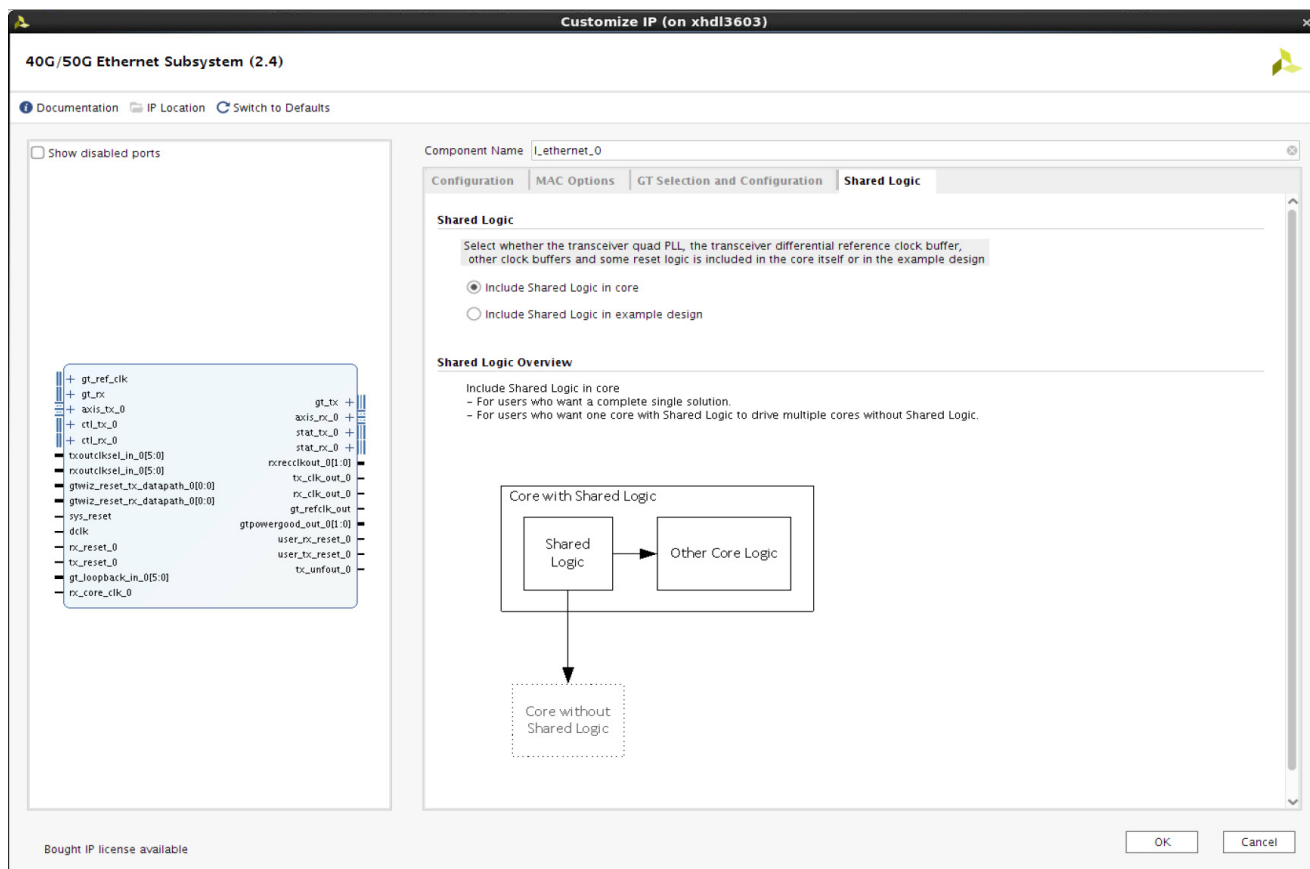 Customize IP (on xhdl3603)
40G/50G Ethernet Subsystem (2.4)
Documentation IP Location Switch to Defaults
Show disabled ports
+ gt_ref_clk
+ gt_rx
+ axis_tx_0
+ ctl_tx_0
+ ctl_rx_0
txoutclksel_in_0[5:0]
rxoutclksel_in_0[5:0]
gtwiz_reset_tx_datapath_0[0:0]
gtwiz_reset_rx_datapath_0[0:0]
sys_reset
dclk
rx_reset_0
tx_reset_0
gt_loopback_in_0[5:0]
rx_core_clk_0
gt_tx +
axis_rx_0 +
stat_tx_0 +
stat_rx_0 +
rxrecclkout_0[1:0]
tx_clk_out_0
rx_clk_out_0
gt_refclk_out
gtpowergood_out_0[1:0]
user_rx_reset_0
user_tx_reset_0
tx_unfout_0
Component Name l_ethernet_0
Configuration MAC Options GT Selection and Configuration Shared Logic
Shared Logic
Select whether the transceiver quad PLL, the transceiver differential reference clock buffer,
other clock buffers and some reset logic is included in the core itself or in the example design
Include Shared Logic in core
Include Shared Logic in example design
Shared Logic Overview
Include Shared Logic in core
- For users who want a complete single solution.
- For users who want one core with Shared Logic to drive multiple cores without Shared Logic.
Core with Shared Logic
Shared
Logic
Other Core Logic
Core without
Shared Logic
Bought IP license available
OK Cancel